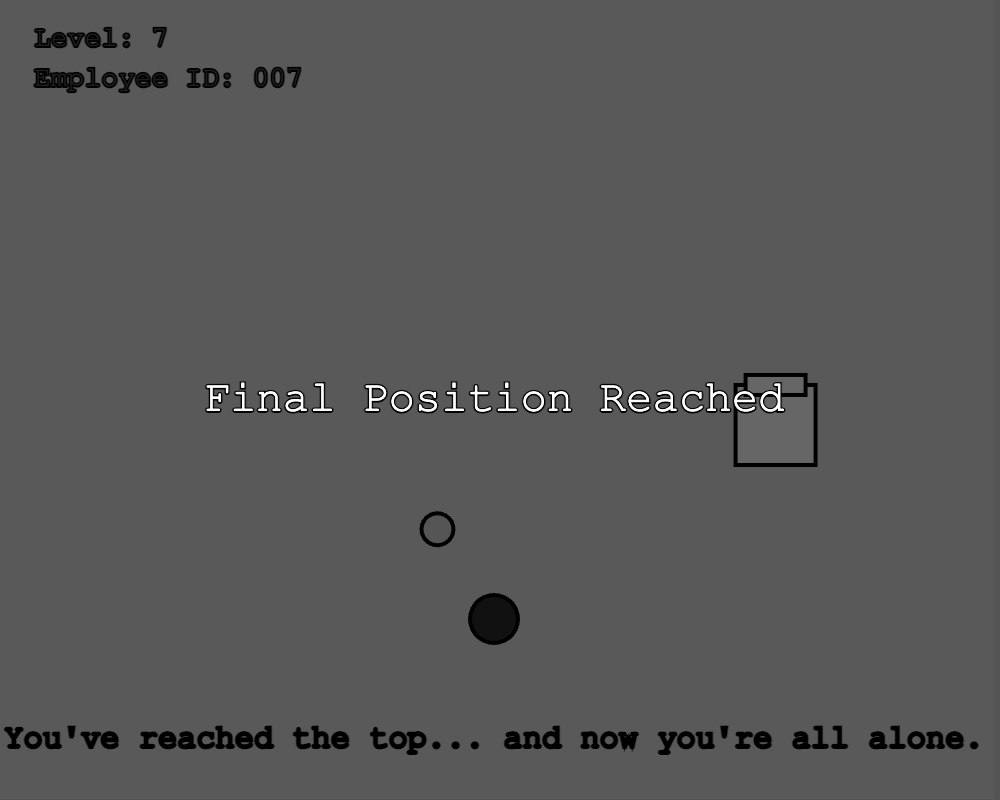 Level: 7
Employee ID: 007
Final Position Reached
You've reached the top... and now you're all alone.